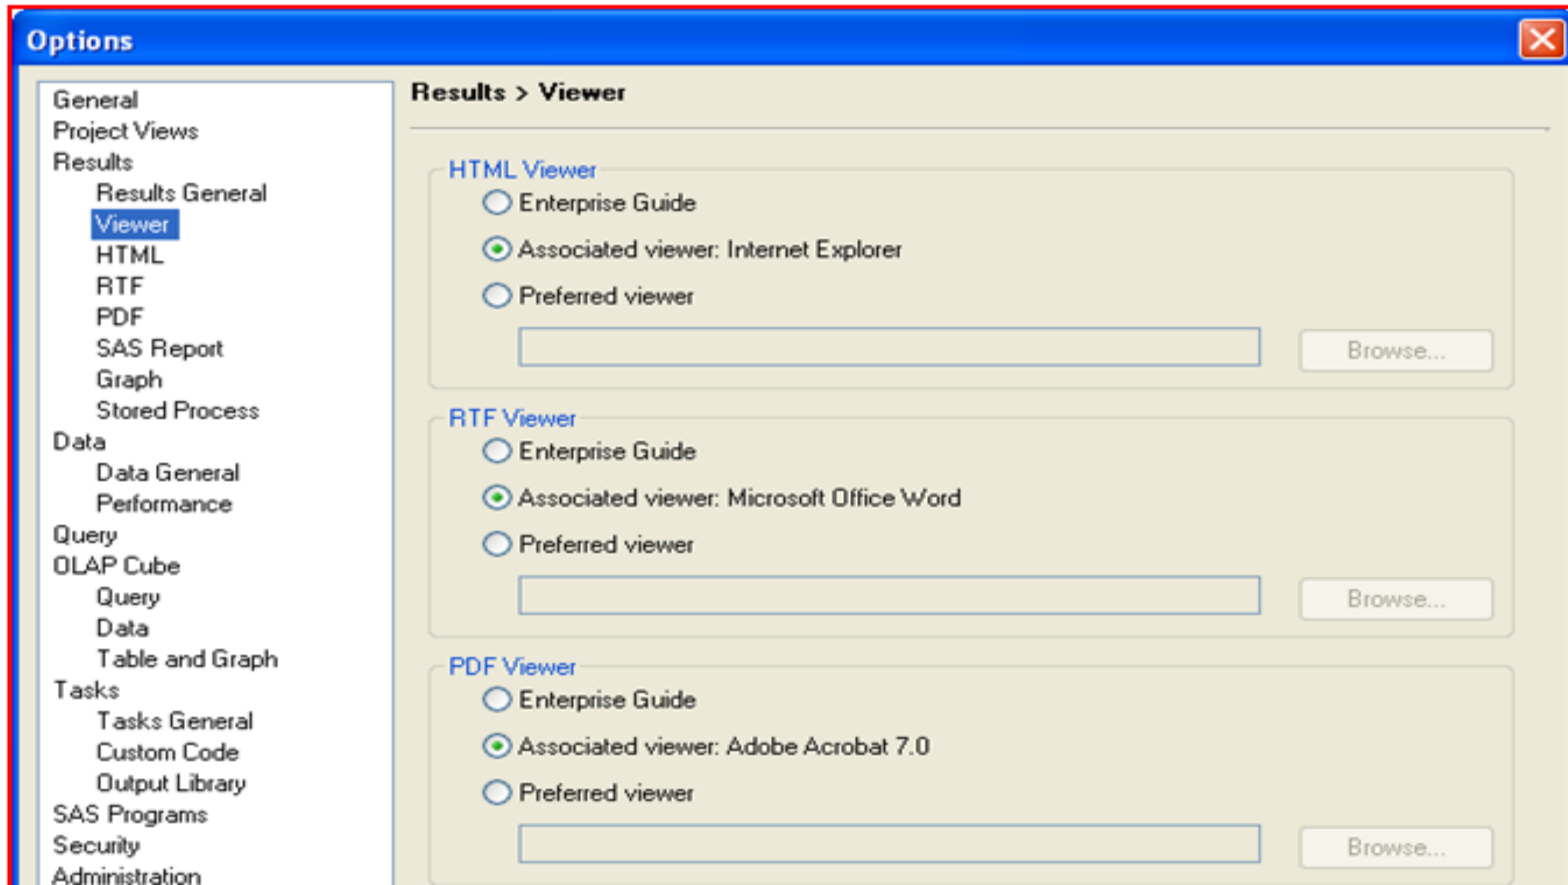 Options
General
Project Views
Results
Results General
Viewer
HTML
RTF
PDF
SAS Report
Graph
Stored Process
Data
Data General
Performance
Query
OLAP Cube
Query
Data
Table and Graph
Tasks
Tasks General
Custom Code
Output Library
SAS Programs
Security
Administration
Results > Viewer
HTML Viewer
Enterprise Guide
Associated viewer: Internet Explorer
Preferred viewer
Browse...
RTF Viewer
Enterprise Guide
Associated viewer: Microsoft Office Word
Preferred viewer
Browse...
PDF Viewer
Enterprise Guide
Associated viewer: Adobe Acrobat 7.0
Preferred viewer
Browse...